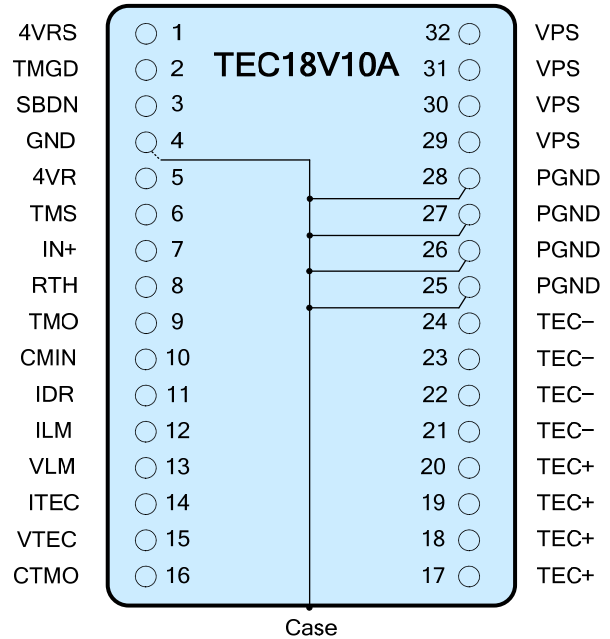 4VRS 1 32 VPS
TMGD 2 TEC18V10A 31 VPS
SBDN 3 30 VPS
GND 4 29 VPS
4VR 5 28 PGND
TMS 6 27 PGND
IN+ 7 26 PGND
RTH 8 25 PGND
TMO 9 24 TEC−
CMIN 10 23 TEC−
IDR 11 22 TEC−
ILM 12 21 TEC−
VLM 13 20 TEC+
ITEC 14 19 TEC+
VTEC 15 18 TEC+
CTMO 16 17 TEC+
Case